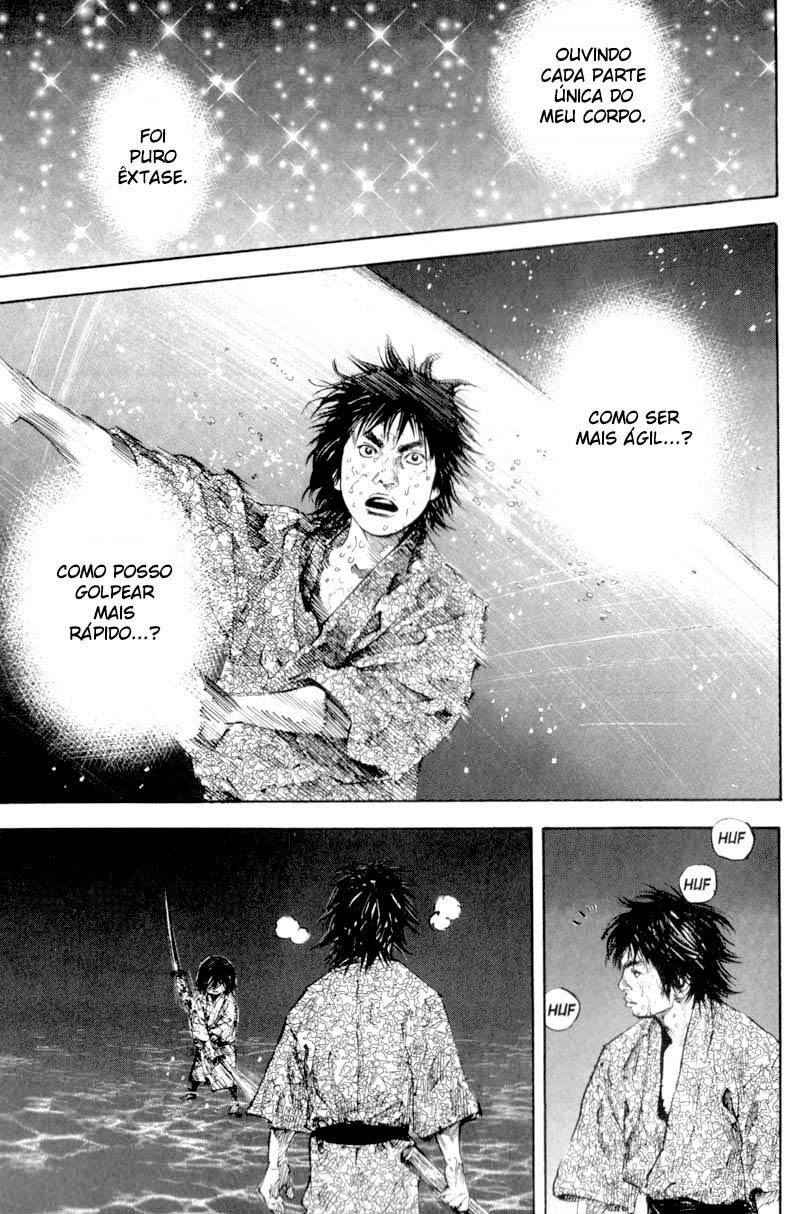 OUVINDO
CADA PARTE
ÚNICA DO
MEU CORPO.
FOI
PURO
ÊXTASE.
COMO SER
MAIS ÁGIL...?
COMO POSSO
GOLPEAR
MAIS
RÁPIDO...?
HUF
HUF
HUF